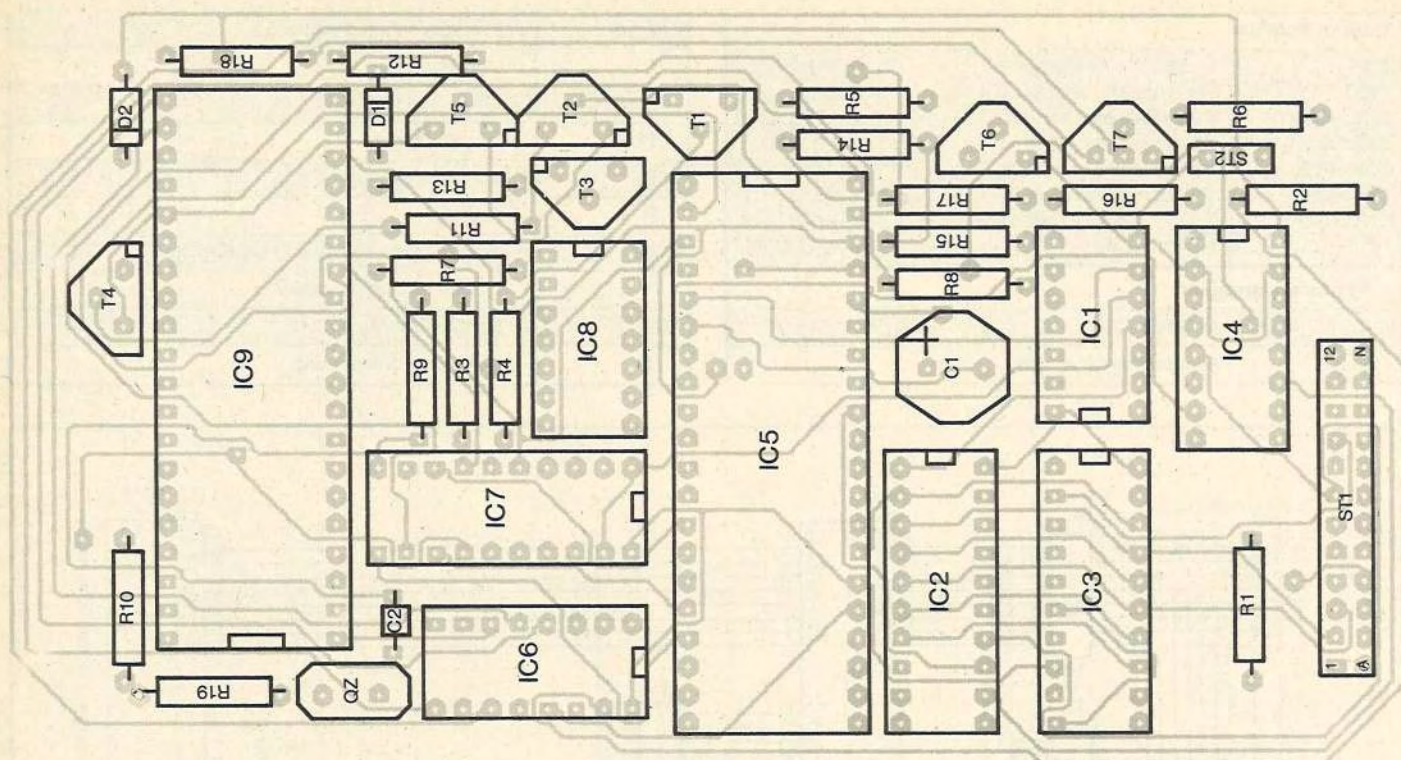 R18
R12
D2
D1
T5
T2
T1
R5
R14
T6
T7
R6
ST2
R13
T3
R17
R16
R2
R11
R15
R7
R8
T4
IC9
R9
R3
R4
IC8
C1
IC1
IC4
12
N
IC5
IC7
ST1
R10
C2
IC6
IC2
IC3
R1
R19
QZ
1
A